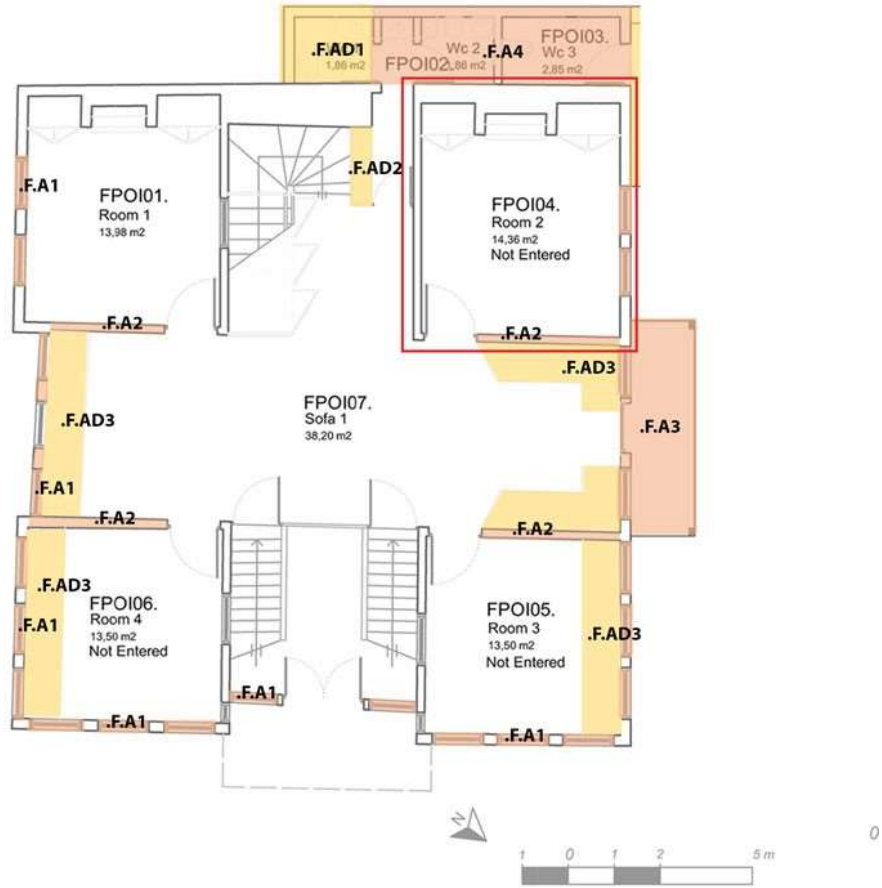 .F.AD1
1,86 m2
FPOI02.
Wc 2
1,86 m2
.F.A4
FPOI03.
Wc 3
2,85 m2
.F.A1
FPOI01.
Room 1
13,98 m2
.F.AD2
FPOI04.
Room 2
14,36 m2
Not Entered
.F.A2
.F.A2
.F.AD3
.F.AD3
FPOI07.
Sofa 1
38,20 m2
.F.A3
.F.A1
.F.A2
.F.A2
.F.AD3
.F.A1
FPOI06.
Room 4
13,50 m2
Not Entered
FPOI05.
Room 3
13,50 m2
Not Entered
.F.AD3
.F.A1
.F.A1
.F.A1
N
1 0 1 2 5 m
0